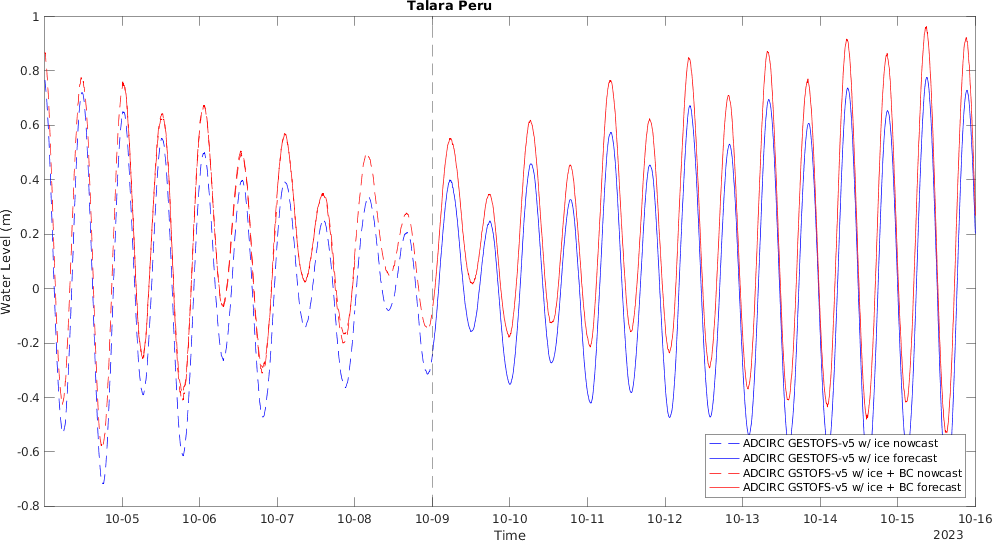 Talara Peru
Water Level (m)
1
0.8
0.6
0.4
0.2
0
-0.2
-0.4
-0.6
-0.8
ADCIRC GESTOFS-v5 w/ ice nowcast
ADCIRC GESTOFS-v5 w/ ice forecast
ADCIRC GSTOFS-v5 w/ ice + BC nowcast
ADCIRC GSTOFS-v5 w/ ice + BC forecast
10-05 10-06 10-07 10-08 10-09 10-10 10-11 10-12 10-13 10-14 10-15 10-16
Time
2023